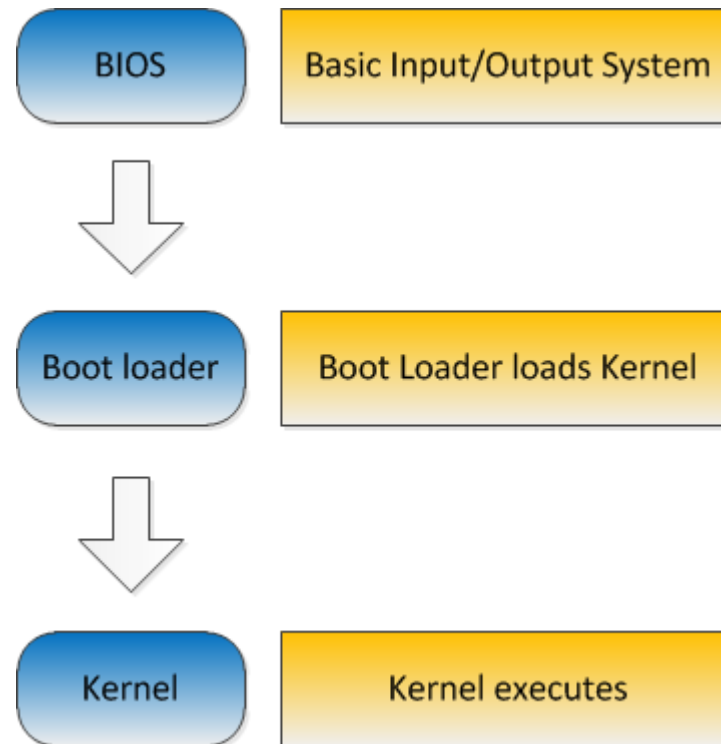 BIOS
Basic Input/Output System
Boot loader
Boot Loader loads Kernel
Kernel
Kernel executes